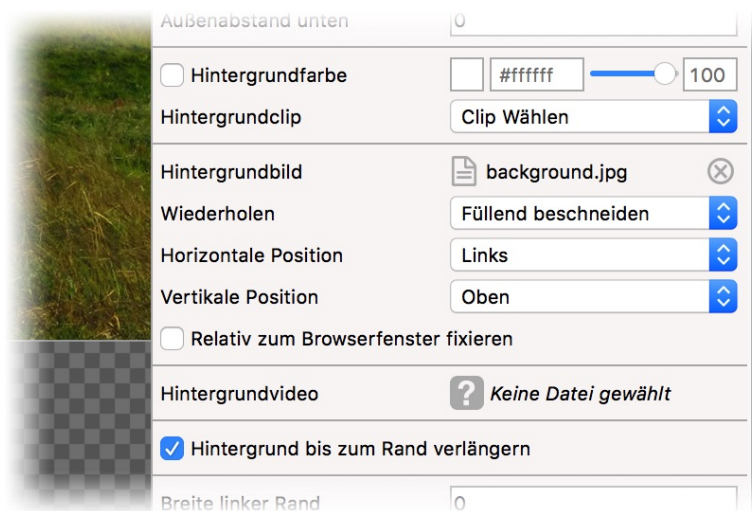 Außenabstand unten 0
Hintergrundfarbe #ffffff 100
Hintergrundclip Clip Wählen
Hintergrundbild background.jpg
Wiederholen Füllend beschneiden
Horizontale Position Links
Vertikale Position Oben
Relativ zum Browserfenster fixieren
Hintergrundvideo ? Keine Datei gewählt
Hintergrund bis zum Rand verlängern
Breite linker Rand 0